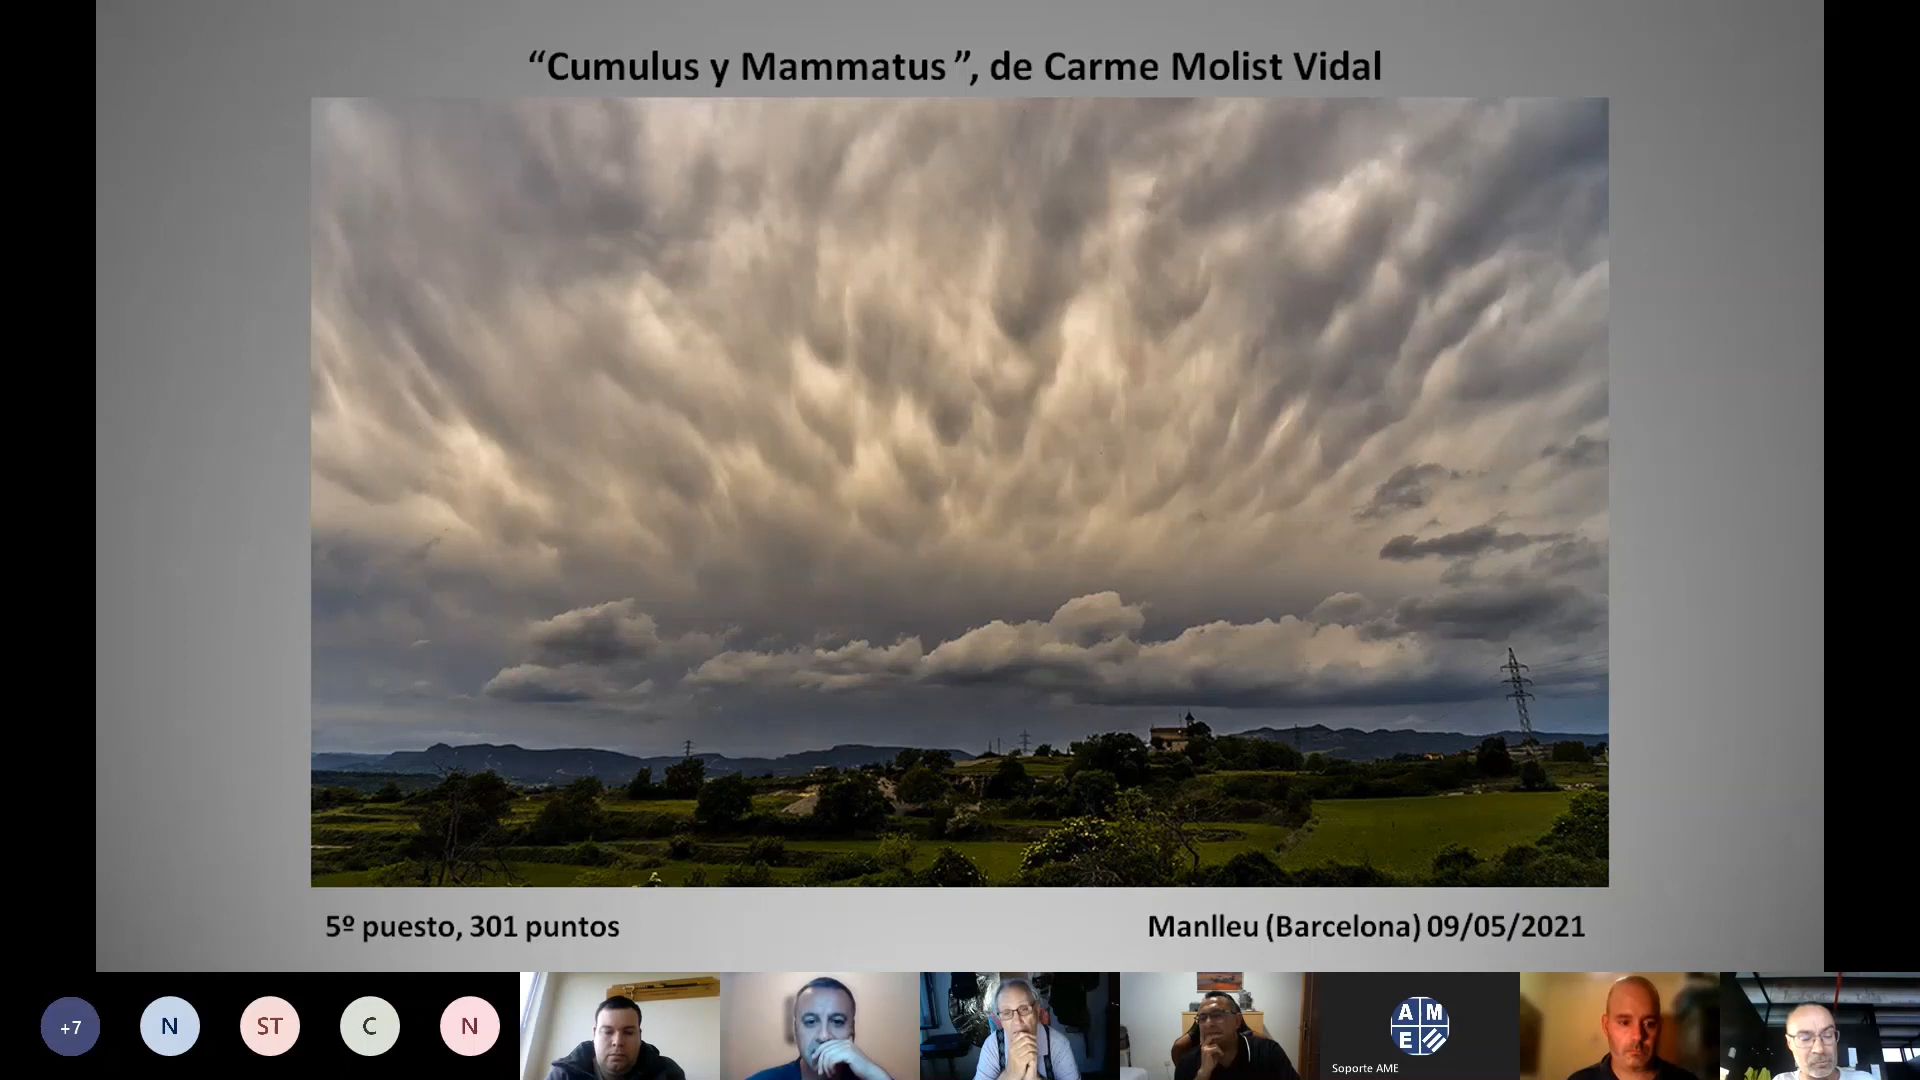 “Cumulus y Mammatus”, de Carme Molist Vidal
5º puesto, 301 puntos
Manlleu (Barcelona) 09/05/2021
+7
N
ST
C
N
A M
E
Soporte AME